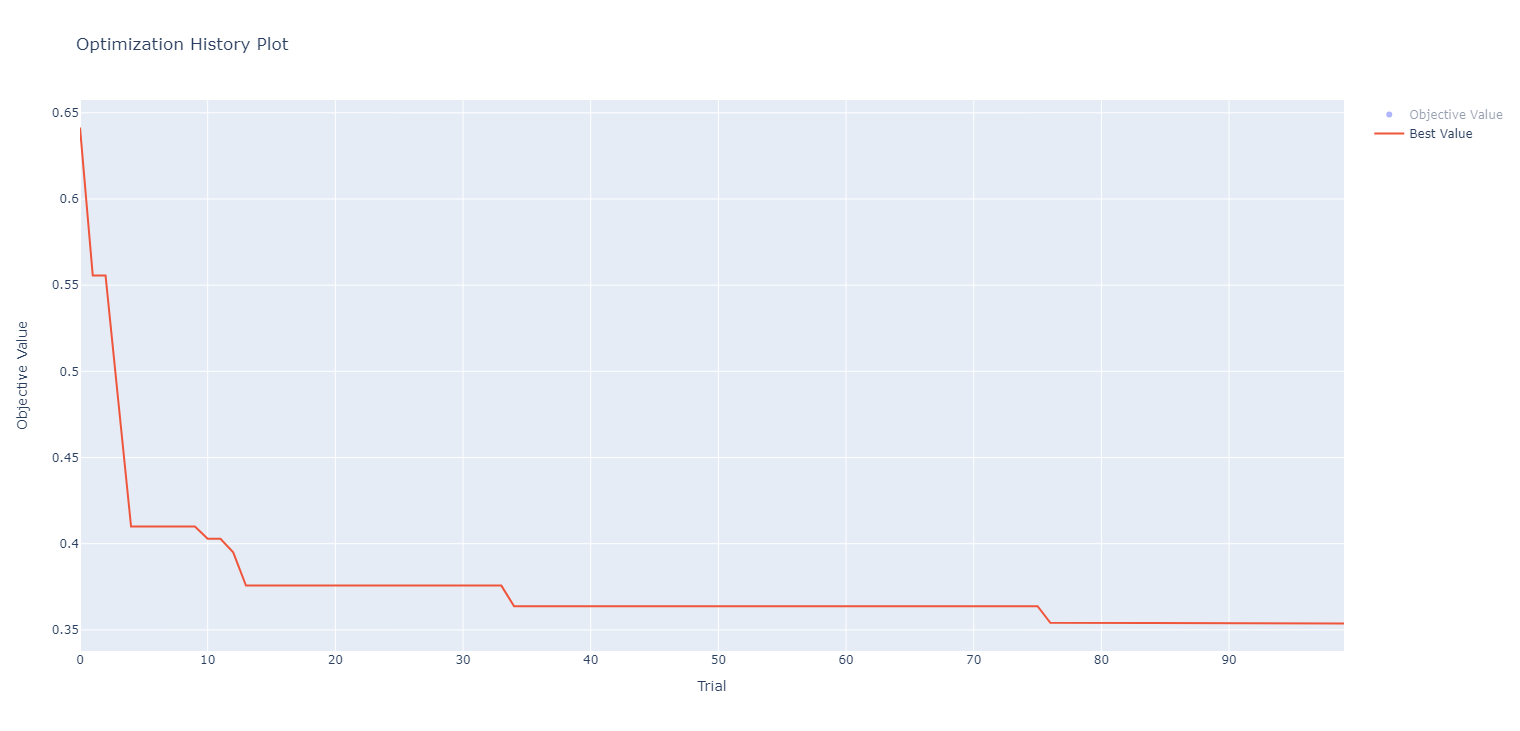 Optimization History Plot
Objective Value
Best Value
0.65
0.6
0.55
0.5
0.45
0.4
0.35
Objective Value
0 10 20 30 40 50 60 70 80 90
Trial